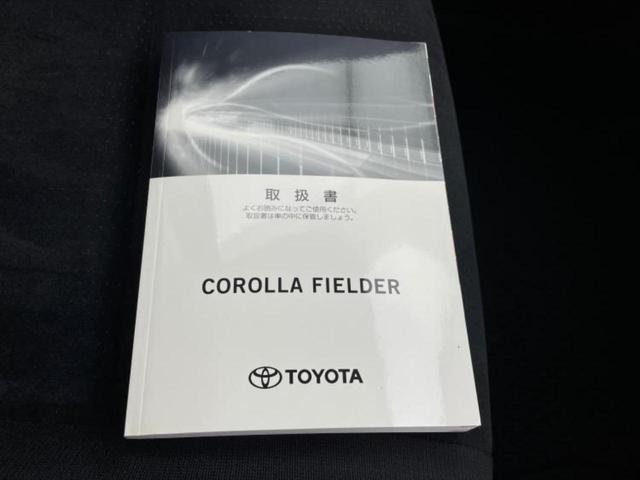 取扱書
よくお読みになってご使用ください。
取扱書は車の中に保管しましょう。
COROLLA FIELDER
TOYOTA